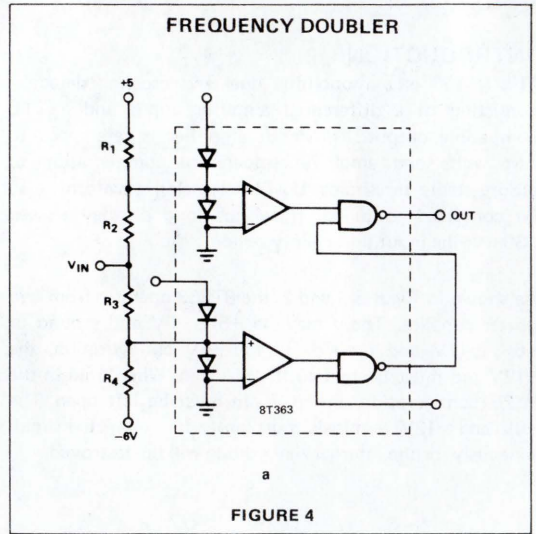 FREQUENCY DOUBLER
+5
R1
R2
VIN
R3
R4
−6V
+
−
OUT
+
−
8T363
a
FIGURE 4